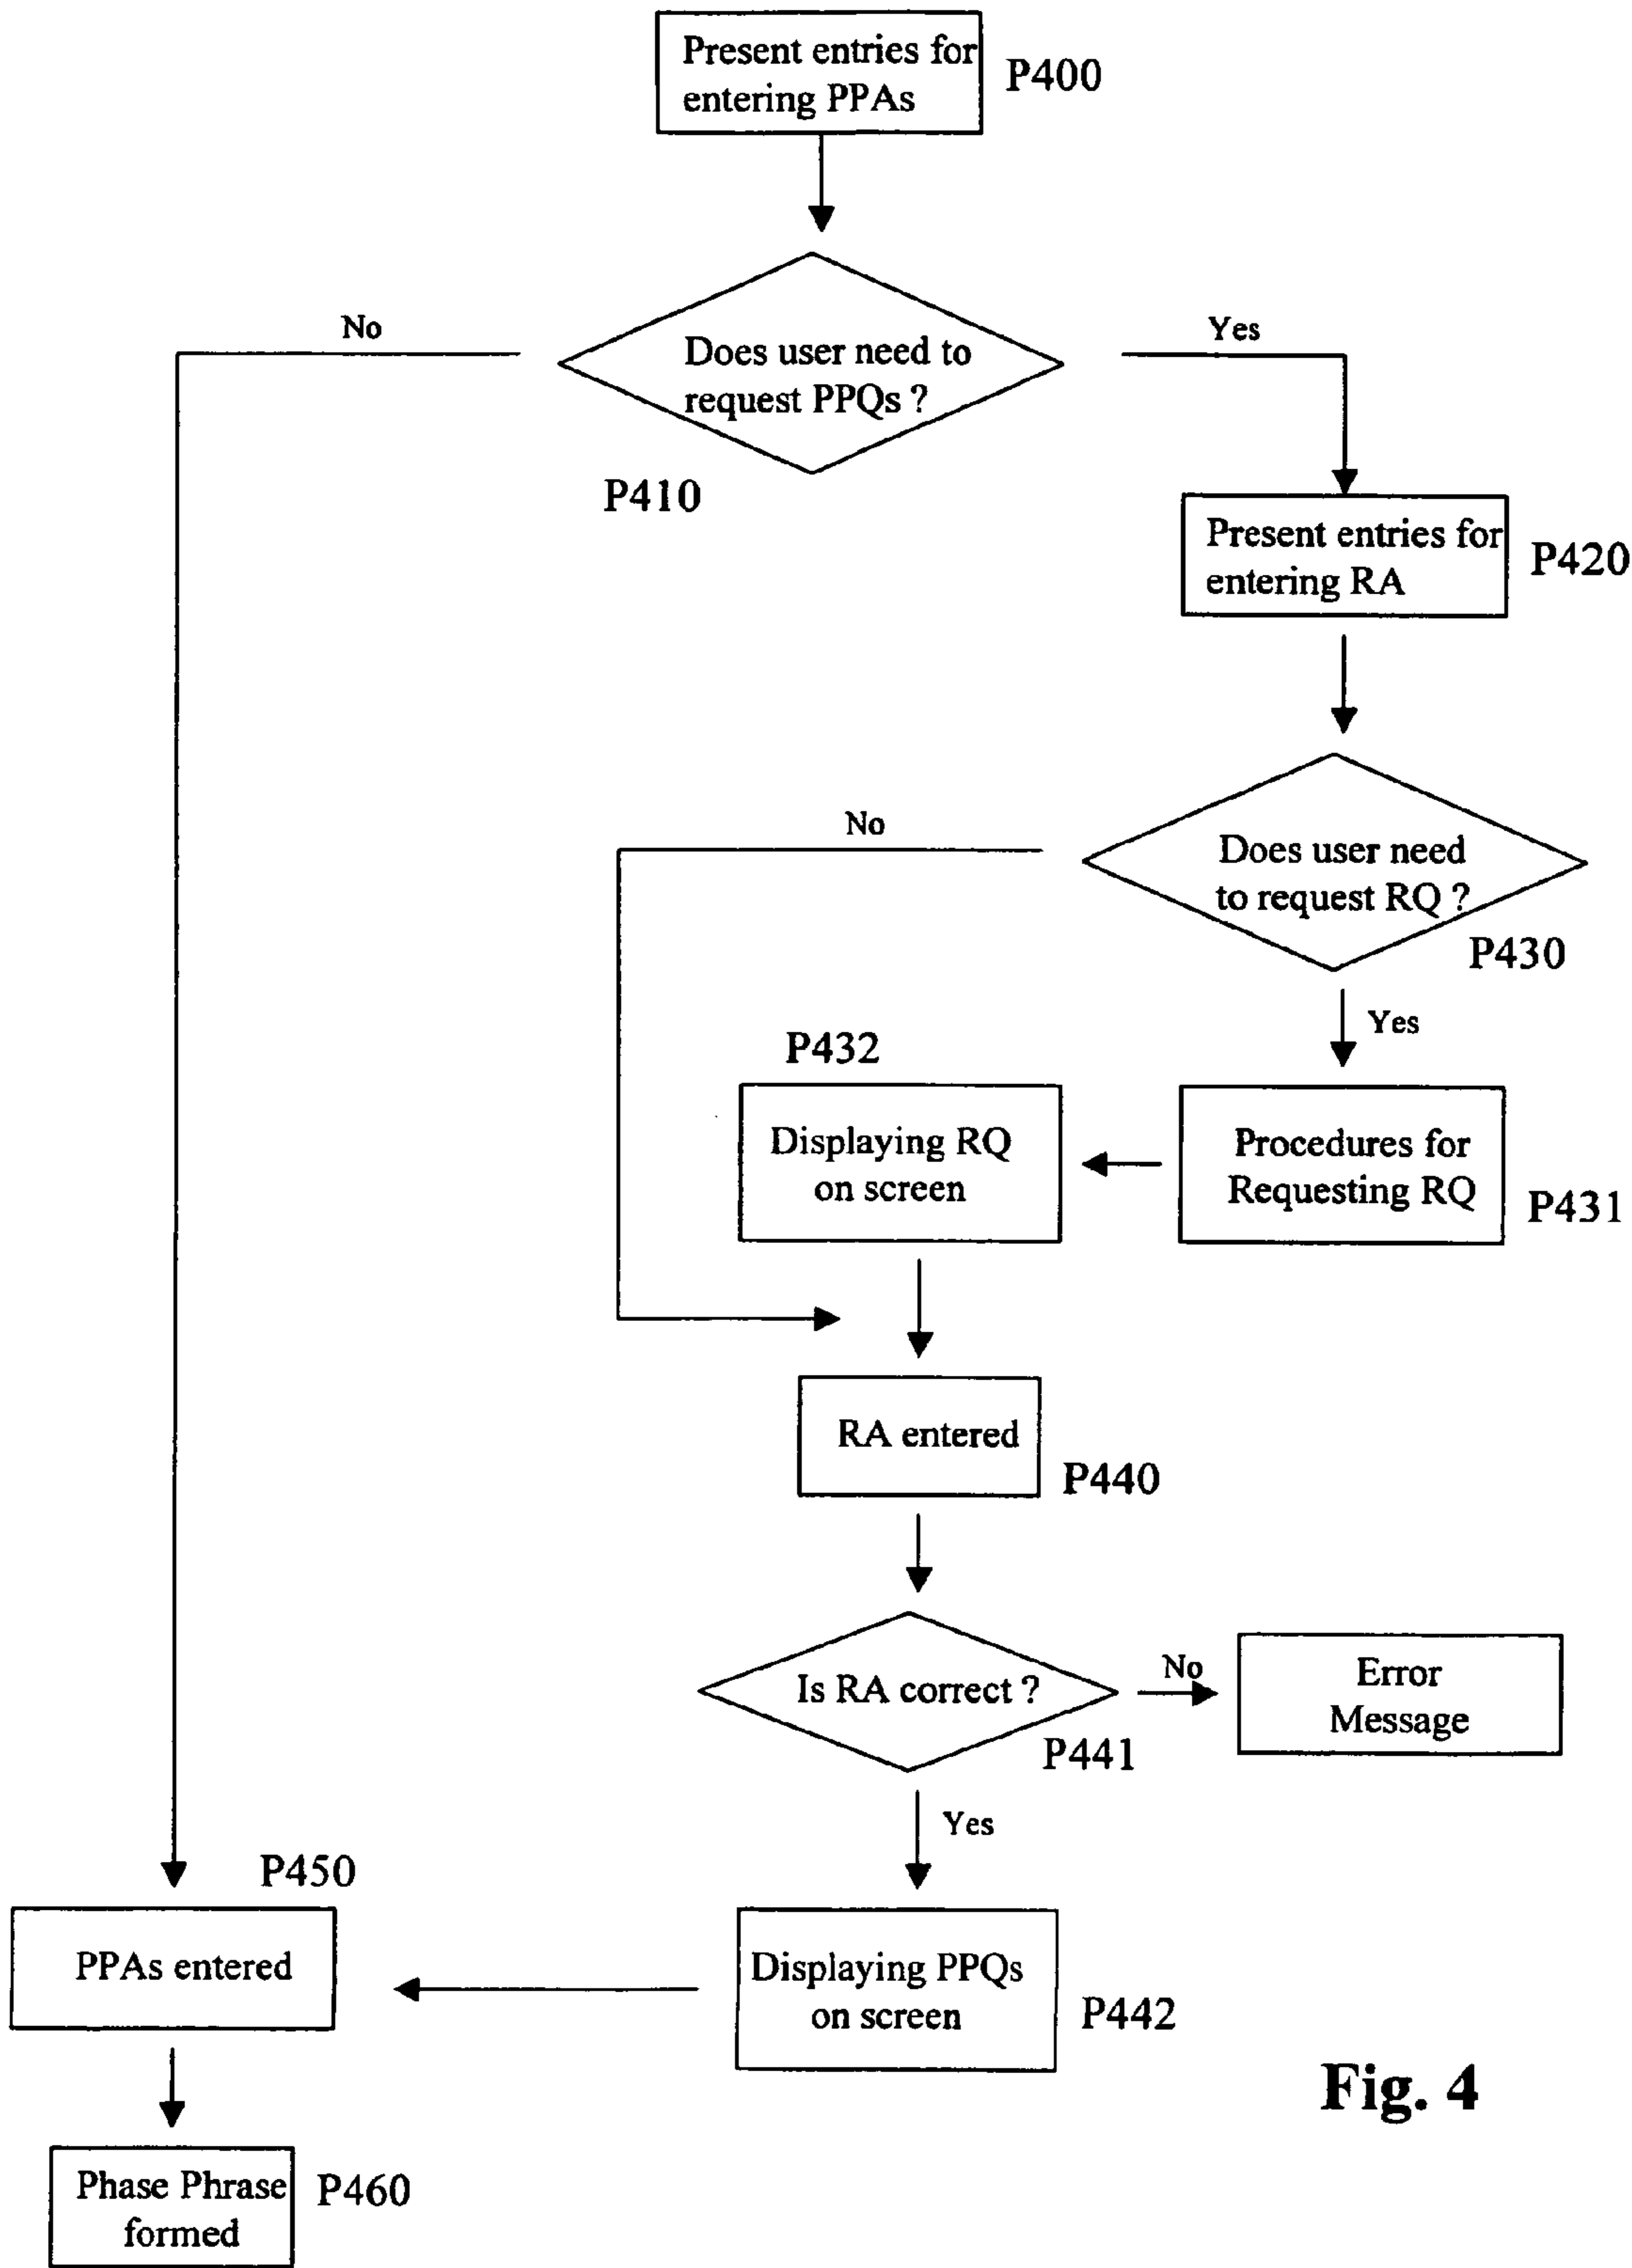 Present entries for
entering PPAs
P400
No
Yes
Does user need to
request PPQs ?
P410
Present entries for
entering RA
P420
No
Does user need
to request RQ ?
P430
Yes
P432
Displaying RQ
on screen
Procedures for
Requesting RQ
P431
RA entered
P440
Is RA correct ?
No
Error
Message
P441
Yes
P450
PPAs entered
Displaying PPQs
on screen
P442
Fig. 4
Phase Phrase
formed
P460